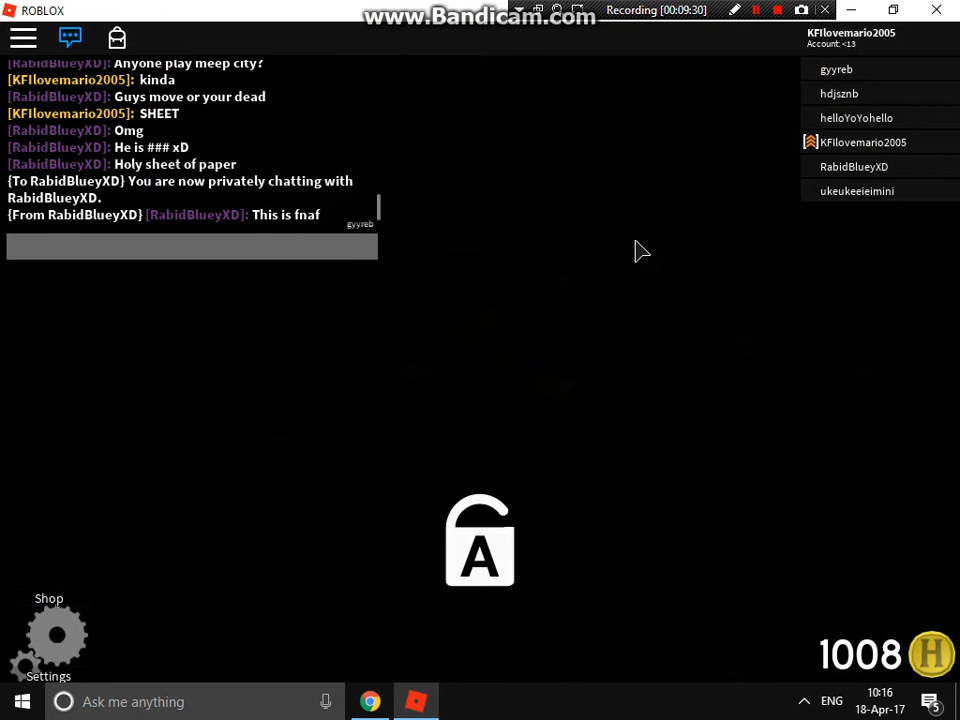 ROBLOX
www.Bandicam.com
Recording [00:09:30]
KFIlovemario2005
Account: <13
gyyreb
hdjsznb
helloYoYohello
KFIlovemario2005
RabidBlueyXD
ukeukeeieimini
[RabidBlueyXD]: Anyone play meep city?
[KFIlovemario2005]: kinda
[RabidBlueyXD]: Guys move or your dead
[KFIlovemario2005]: SHEET
[RabidBlueyXD]: Omg
[RabidBlueyXD]: He is ### xD
[RabidBlueyXD]: Holy sheet of paper
{To RabidBlueyXD} You are now privately chatting with
RabidBlueyXD.
{From RabidBlueyXD} [RabidBlueyXD]: This is fnaf
gyyreb
A
Shop
Settings
1008 H
Ask me anything
ENG
10:16
18-Apr-17
5